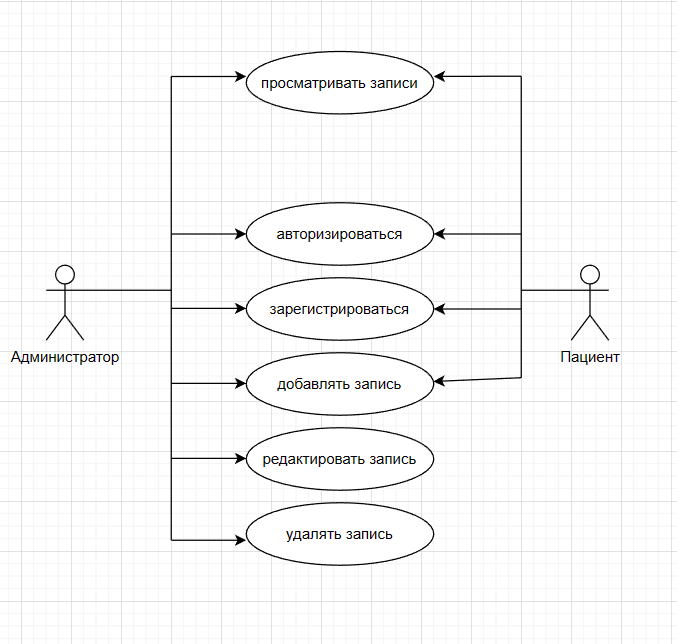 просматривать записи
авторизироваться
зарегистрироваться
Администратор
Пациент
добавлять запись
редактировать запись
удалять запись